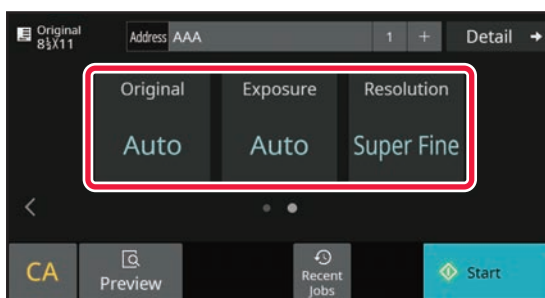 Original
8½X11
Address AAA 1 + Detail
Original Exposure Resolution
Auto Auto Super Fine
CA
Preview
Recent
Jobs
Start